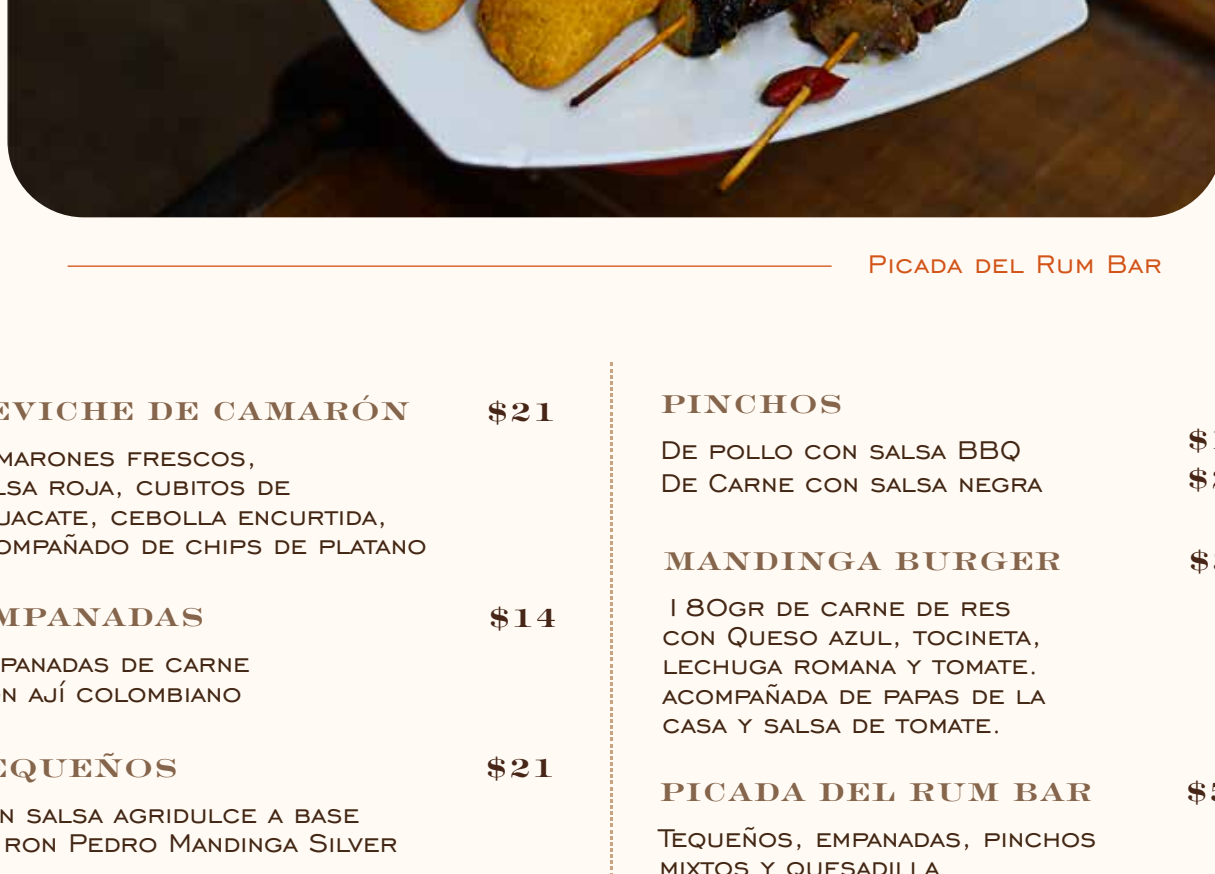 Picada del Rum Bar
EVICHE DE CAMARÓN $21
MARONES FRESCOS,
LSA ROJA, CUBITOS DE
UACATE, CEBOLLA ENCURTIDA,
OMPAÑADO DE CHIPS DE PLATANO
MPANADAS $14
PANADAS DE CARNE
N AJÍ COLOMBIANO
EQUEÑOS $21
N SALSA AGRIDULCE A BASE
RON PEDRO MANDINGA SILVER
PINCHOS
DE POLLO CON SALSA BBQ $
DE CARNE CON SALSA NEGRA $
MANDINGA BURGER $
180GR DE CARNE DE RES
CON QUESO AZUL, TOCINETA,
LECHUGA ROMANA Y TOMATE.
ACOMPAÑADA DE PAPAS DE LA
CASA Y SALSA DE TOMATE.
PICADA DEL RUM BAR $5
TEQUEÑOS, EMPANADAS, PINCHOS
MIXTOS Y QUESADILLA